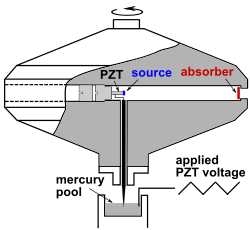 PZT source absorber
applied
PZT voltage
mercury
pool